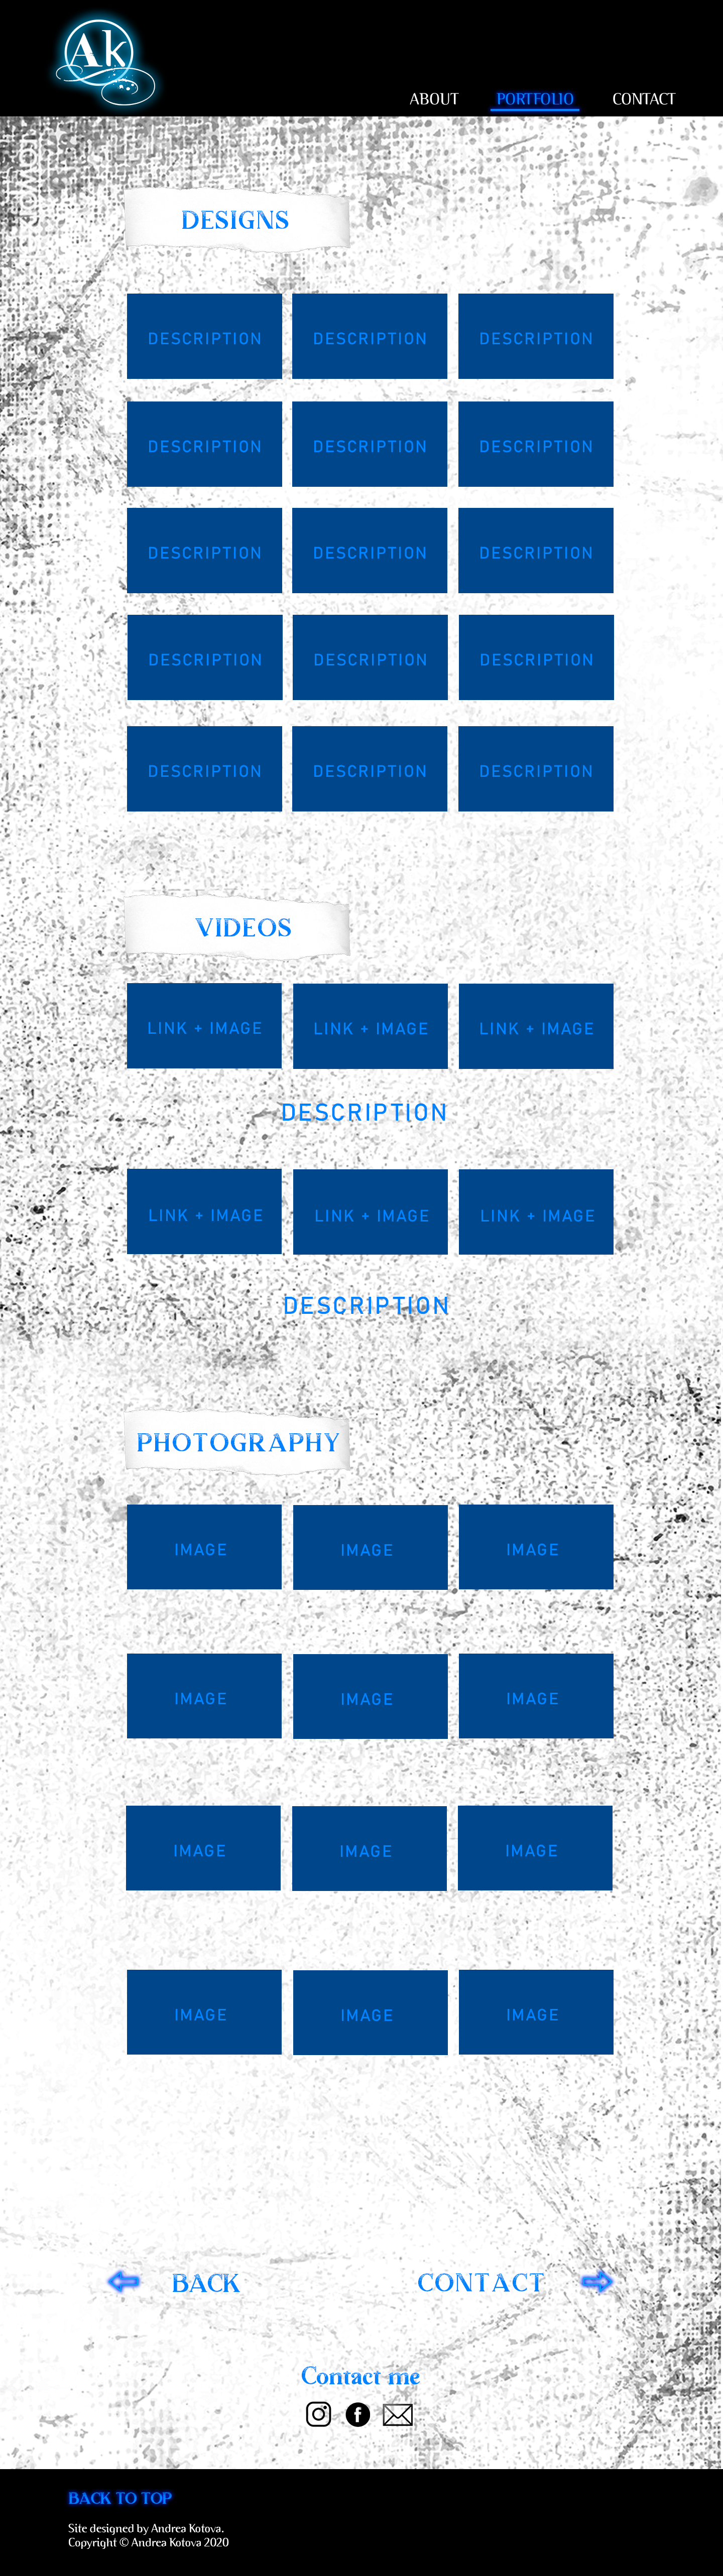 Ak
ABOUT PORTFOLIO CONTACT
DESIGNS
DESCRIPTION DESCRIPTION DESCRIPTION
DESCRIPTION DESCRIPTION DESCRIPTION
DESCRIPTION DESCRIPTION DESCRIPTION
DESCRIPTION DESCRIPTION DESCRIPTION
DESCRIPTION DESCRIPTION DESCRIPTION
VIDEOS
LINK + IMAGE LINK + IMAGE LINK + IMAGE
DESCRIPTION
LINK + IMAGE LINK + IMAGE LINK + IMAGE
DESCRIPTION
PHOTOGRAPHY
IMAGE IMAGE IMAGE
IMAGE IMAGE IMAGE
IMAGE IMAGE IMAGE
IMAGE IMAGE IMAGE
BACK CONTACT
Contact me
BACK TO TOP
Site designed by Andrea Kotova.
Copyright © Andrea Kotova 2020